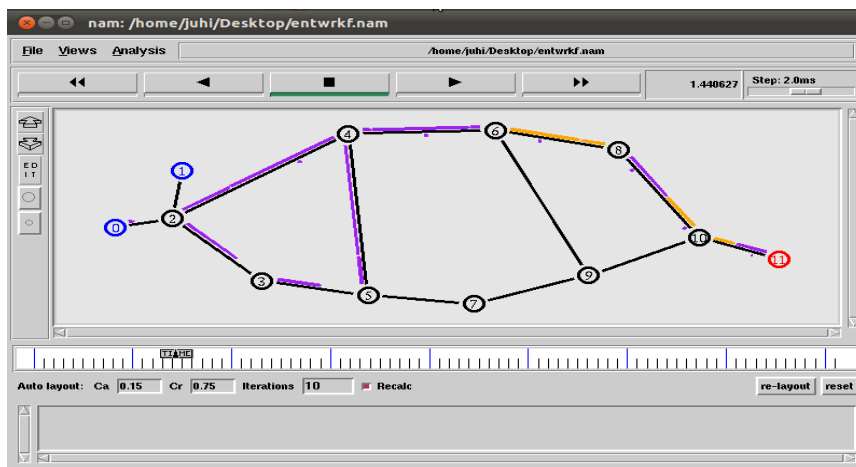 nam: /home/juhi/Desktop/entwrkf.nam
File Views Analysis /home/juhi/Desktop/entwrkf.nam
1.440627 Step: 2.0ms
ED
IT
4
6
8
1
2
0
10
11
3
9
5
7
TIME
Auto layout: Ca 0.15 Cr 0.75 Iterations 10 Recalc re-layout reset